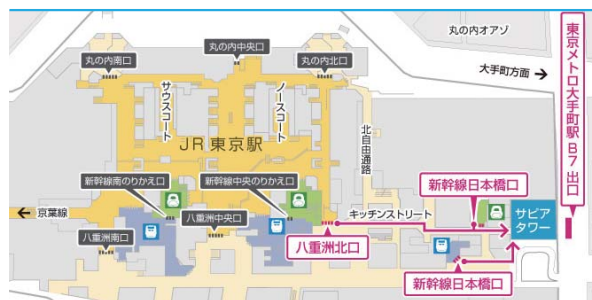 丸の内オアゾ
丸の内中央口
丸の内南口
丸の内北口
大手町方面
東京メトロ大手町駅 B7 出口
サウスコート
ノースコート
JR 東京駅
北自由通路
新幹線南のりかえ口
新幹線中央のりかえ口
新幹線日本橋口
京葉線
八重洲中央口
キッチンストリート
サピア
タワー
八重洲南口
八重洲北口
新幹線日本橋口